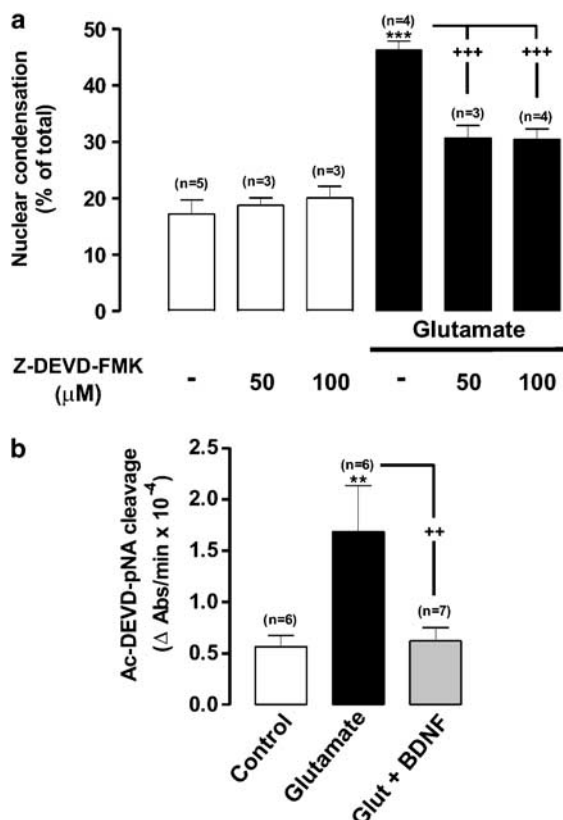 a
Nuclear condensation
(% of total)
50
40
30
20
10
0
(n=5)
(n=3)
(n=3)
(n=4)
***
+++
+++
(n=3)
(n=4)
Glutamate
Z-DEVD-FMK
(μM)
- 50 100 - 50 100
b
Ac-DEVD-pNA cleavage
(Δ Abs/min x 10⁻⁴)
2.5
2.0
1.5
1.0
0.5
0.0
(n=6)
(n=6)
**
++
(n=7)
Control
Glutamate
Glut + BDNF